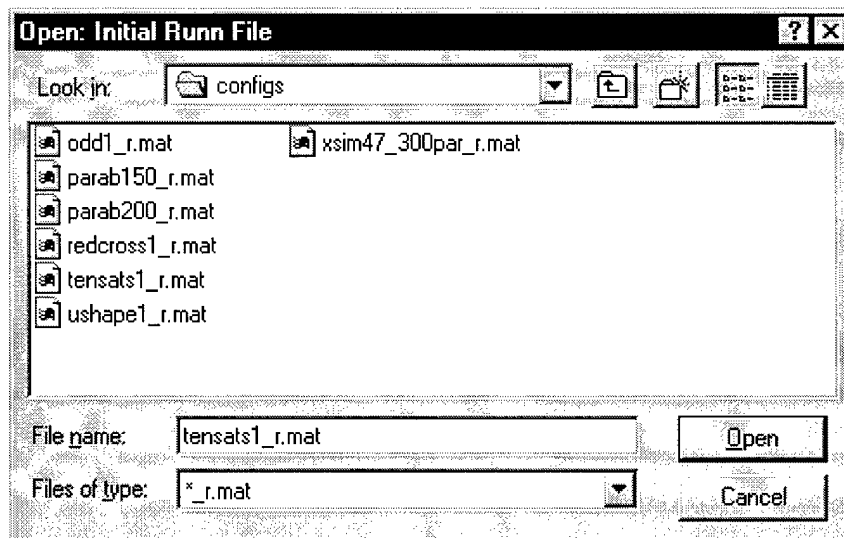 Open: Initial Runn File
Look in: configs
odd1_r.mat
parab150_r.mat
parab200_r.mat
redcross1_r.mat
tensats1_r.mat
ushape1_r.mat
xsim47_300par_r.mat
File name: tensats1_r.mat Open
Files of type: *_r.mat Cancel